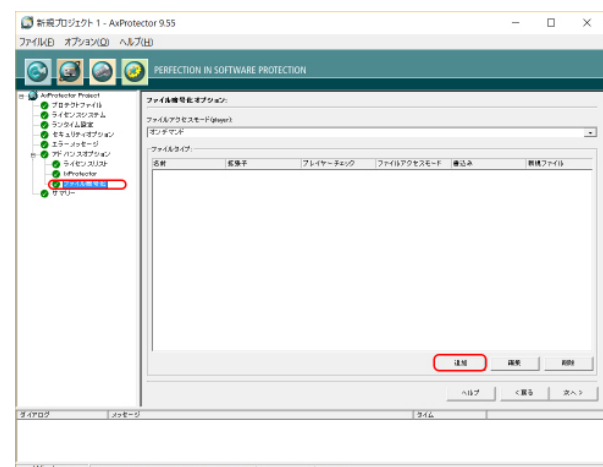 新規プロジェクト 1 - AxProtector 9.55
ファイル(F) オプション(O) ヘルプ(H)
PERFECTION IN SOFTWARE PROTECTION
AxProtector Project
プロテクトファイル
ライセンスシステム
ランタイム設定
セキュリティオプション
エラーメッセージ
アドバンスオプション
ライセンスリスト
IxProtector
ファイル暗号化
サマリー
ファイル暗号化オプション:
ファイルアクセスモード(player):
オンデマンド
ファイルタイプ:
名前 拡張子 プレイヤーチェック ファイルアクセスモード 書込み 新規ファイル
追加 編集 削除
ヘルプ <戻る 次へ>
ダイアログ メッセージ タイム